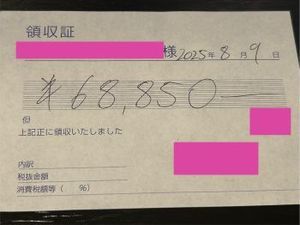 領収証
様 2025年8月9日
¥68,850-
但
上記正に領収いたしました
内訳
税抜金額
消費税額等( %)